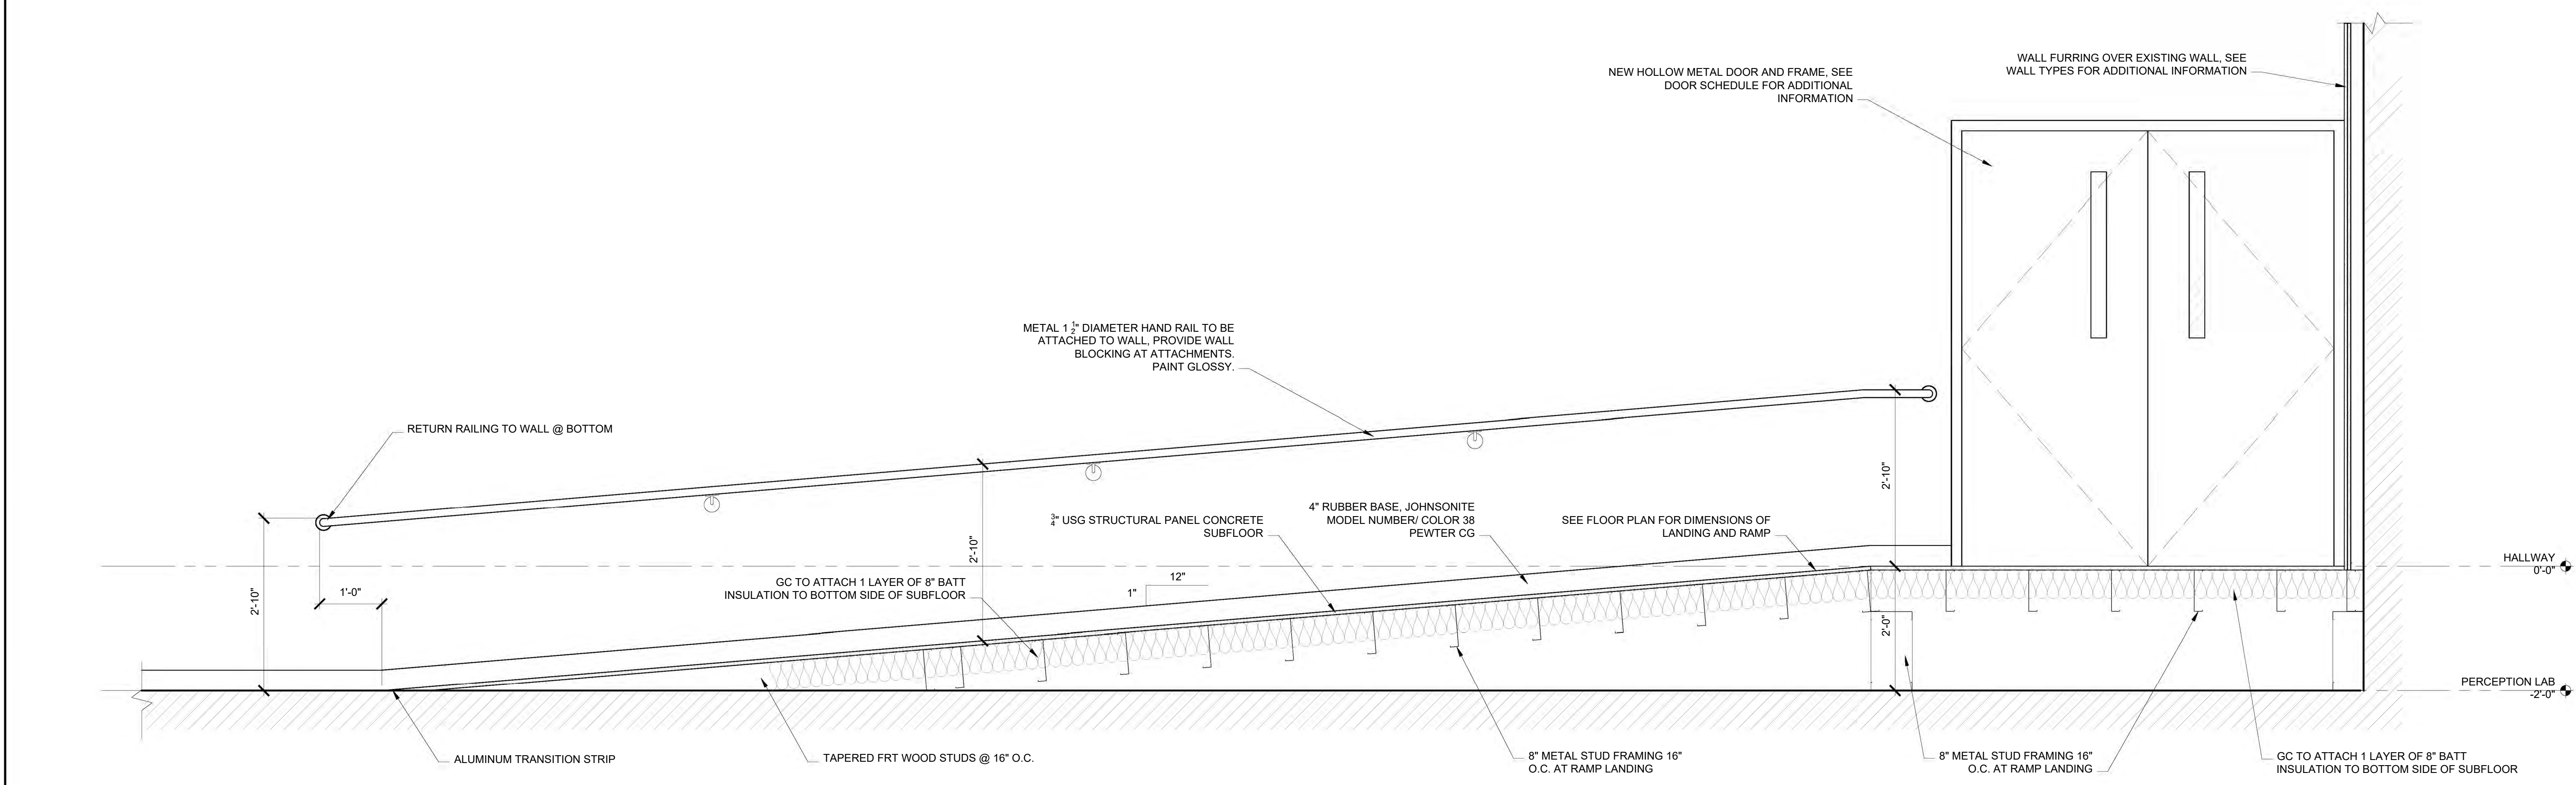 WALL FURRING OVER EXISTING WALL, SEE
WALL TYPES FOR ADDITIONAL INFORMATION
NEW HOLLOW METAL DOOR AND FRAME, SEE
DOOR SCHEDULE FOR ADDITIONAL
INFORMATION
METAL 1 1/2" DIAMETER HAND RAIL TO BE
ATTACHED TO WALL, PROVIDE WALL
BLOCKING AT ATTACHMENTS.
PAINT GLOSSY.
RETURN RAILING TO WALL @ BOTTOM
2'-10"
1'-0"
3/4" USG STRUCTURAL PANEL CONCRETE
SUBFLOOR
4" RUBBER BASE, JOHNSONITE
MODEL NUMBER/ COLOR 38
PEWTER CG
SEE FLOOR PLAN FOR DIMENSIONS OF
LANDING AND RAMP
GC TO ATTACH 1 LAYER OF 8" BATT
INSULATION TO BOTTOM SIDE OF SUBFLOOR
2'-10"
12"
1"
2'-10"
2'-0"
HALLWAY
0'-0"
PERCEPTION LAB
-2'-0"
ALUMINUM TRANSITION STRIP
TAPERED FRT WOOD STUDS @ 16" O.C.
8" METAL STUD FRAMING 16"
O.C. AT RAMP LANDING
8" METAL STUD FRAMING 16"
O.C. AT RAMP LANDING
GC TO ATTACH 1 LAYER OF 8" BATT
INSULATION TO BOTTOM SIDE OF SUBFLOOR